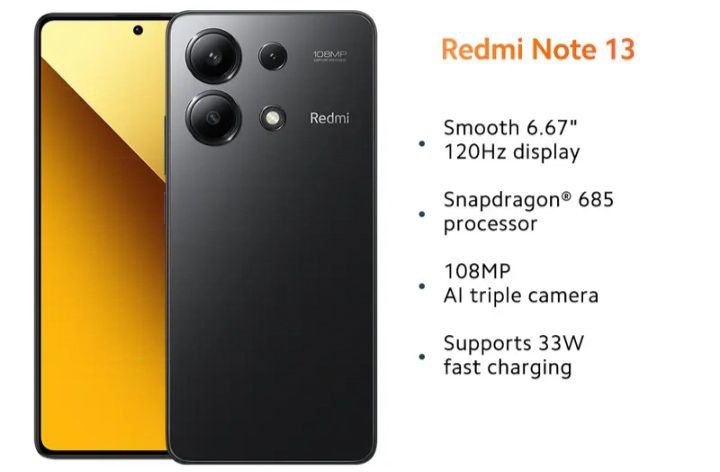 108MP
Redmi
Redmi Note 13
Smooth 6.67"
120Hz display
Snapdragon® 685
processor
108MP
AI triple camera
Supports 33W
fast charging